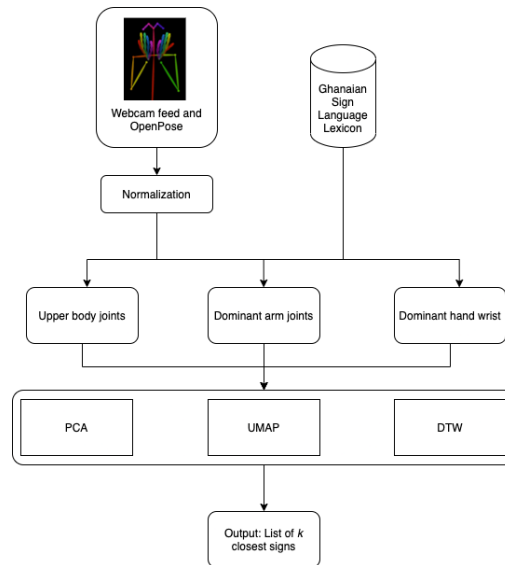 Webcam feed and
OpenPose
Ghanaian
Sign
Language
Lexicon
Normalization
Upper body joints
Dominant arm joints
Dominant hand wrist
PCA
UMAP
DTW
Output: List of k
closest signs